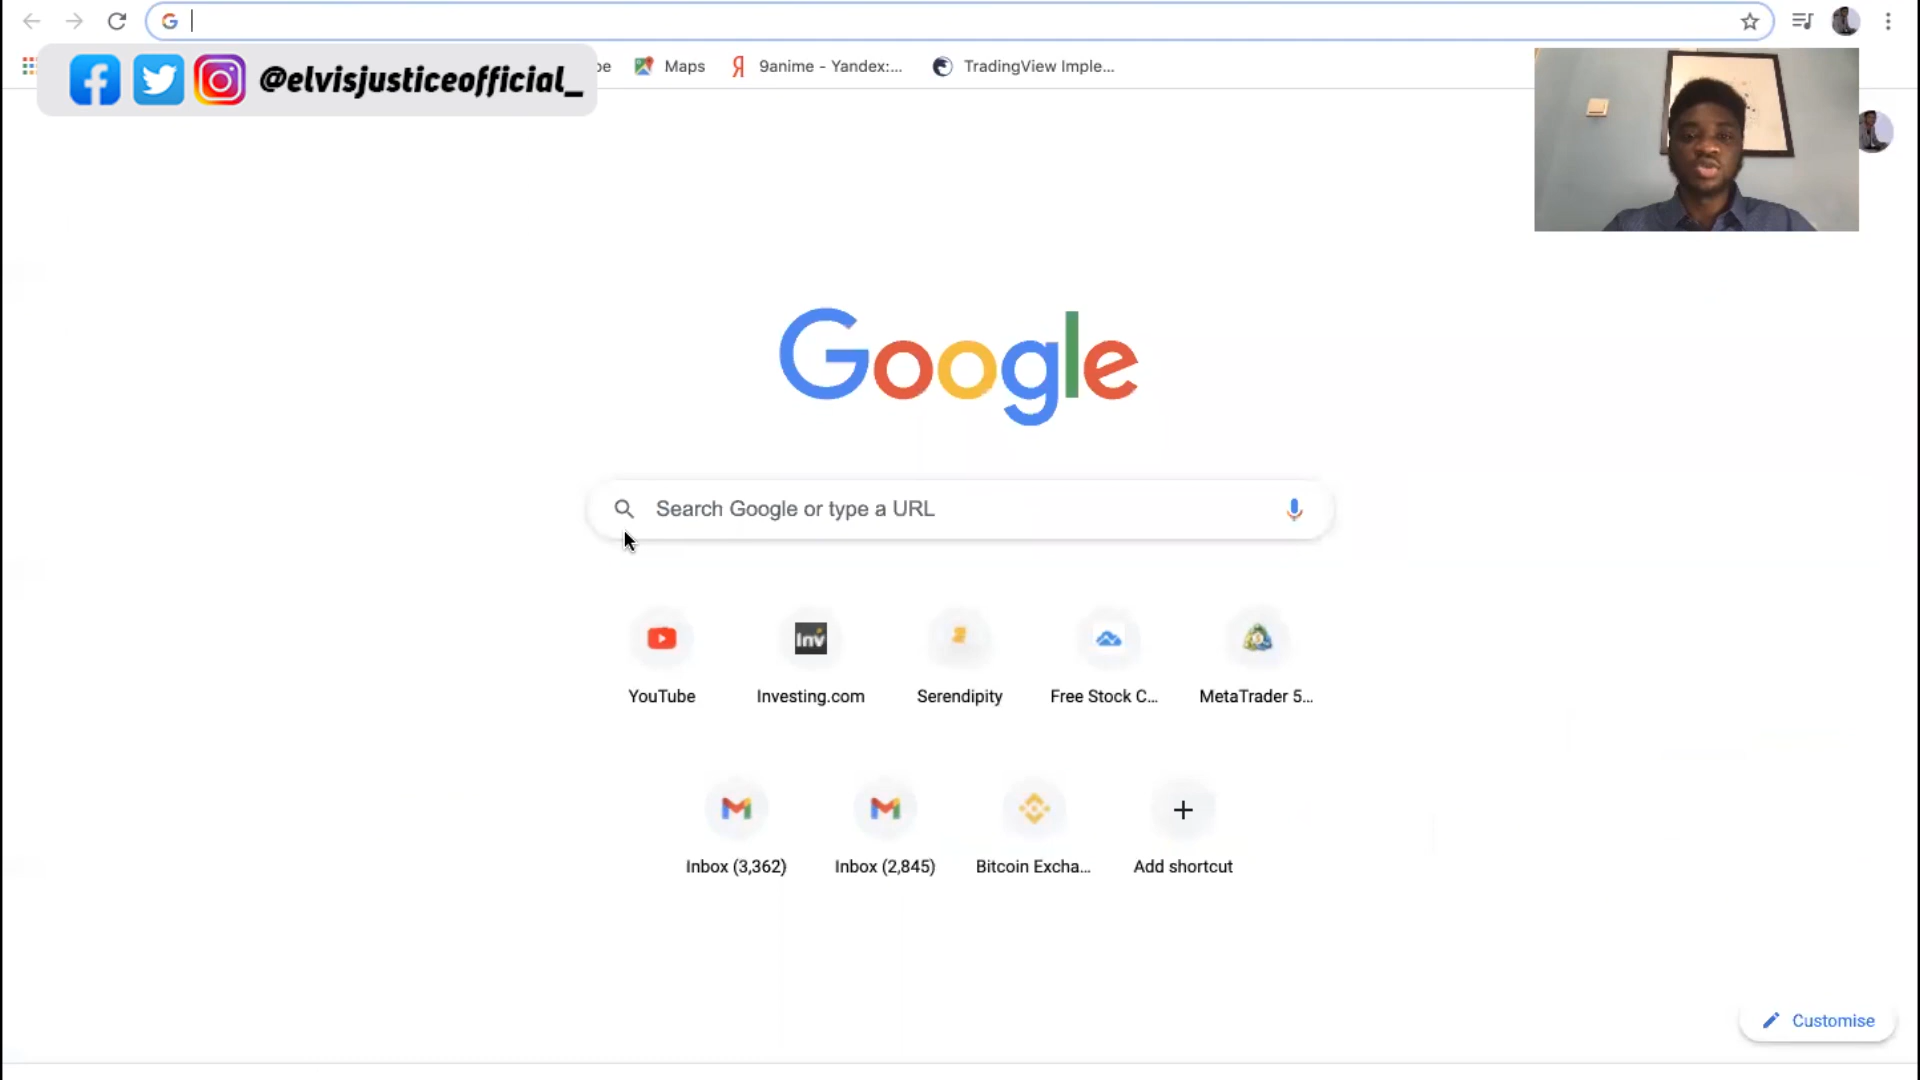 @elvisjusticeofficial_
Maps
9anime - Yandex:...
TradingView Imple...
Google
Search Google or type a URL
YouTube
Inv
Investing.com
Serendipity
Free Stock C...
MetaTrader 5...
Inbox (3,362)
Inbox (2,845)
Bitcoin Excha...
Add shortcut
Customise